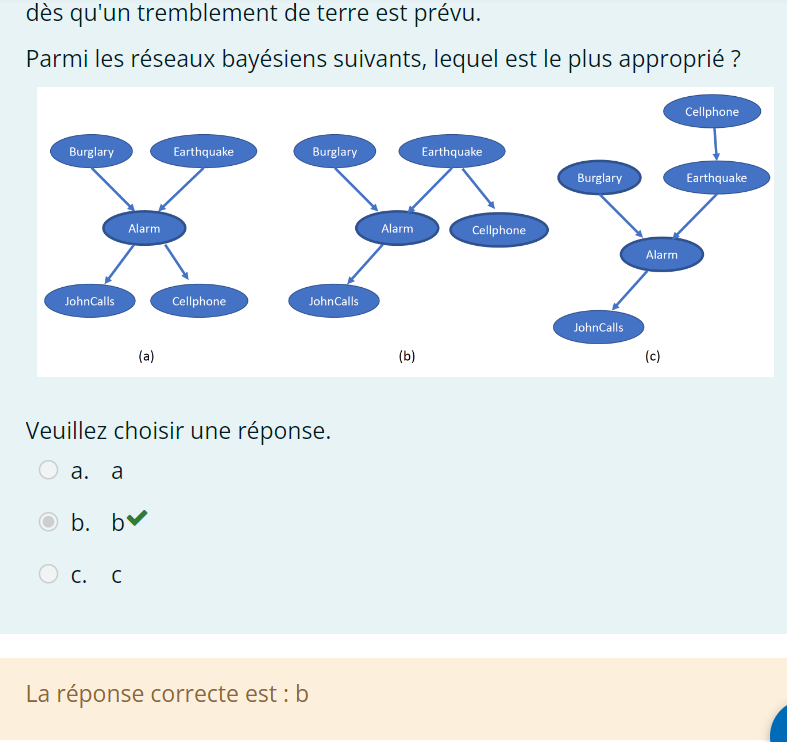 dès qu'un tremblement de terre est prévu.
Parmi les réseaux bayésiens suivants, lequel est le plus approprié ?
Cellphone
Burglary Earthquake Burglary Earthquake
Burglary Earthquake
Alarm Alarm Cellphone
Alarm
JohnCalls Cellphone JohnCalls
JohnCalls
(a) (b) (c)
Veuillez choisir une réponse.
a. a
b. b
c. c
La réponse correcte est : b